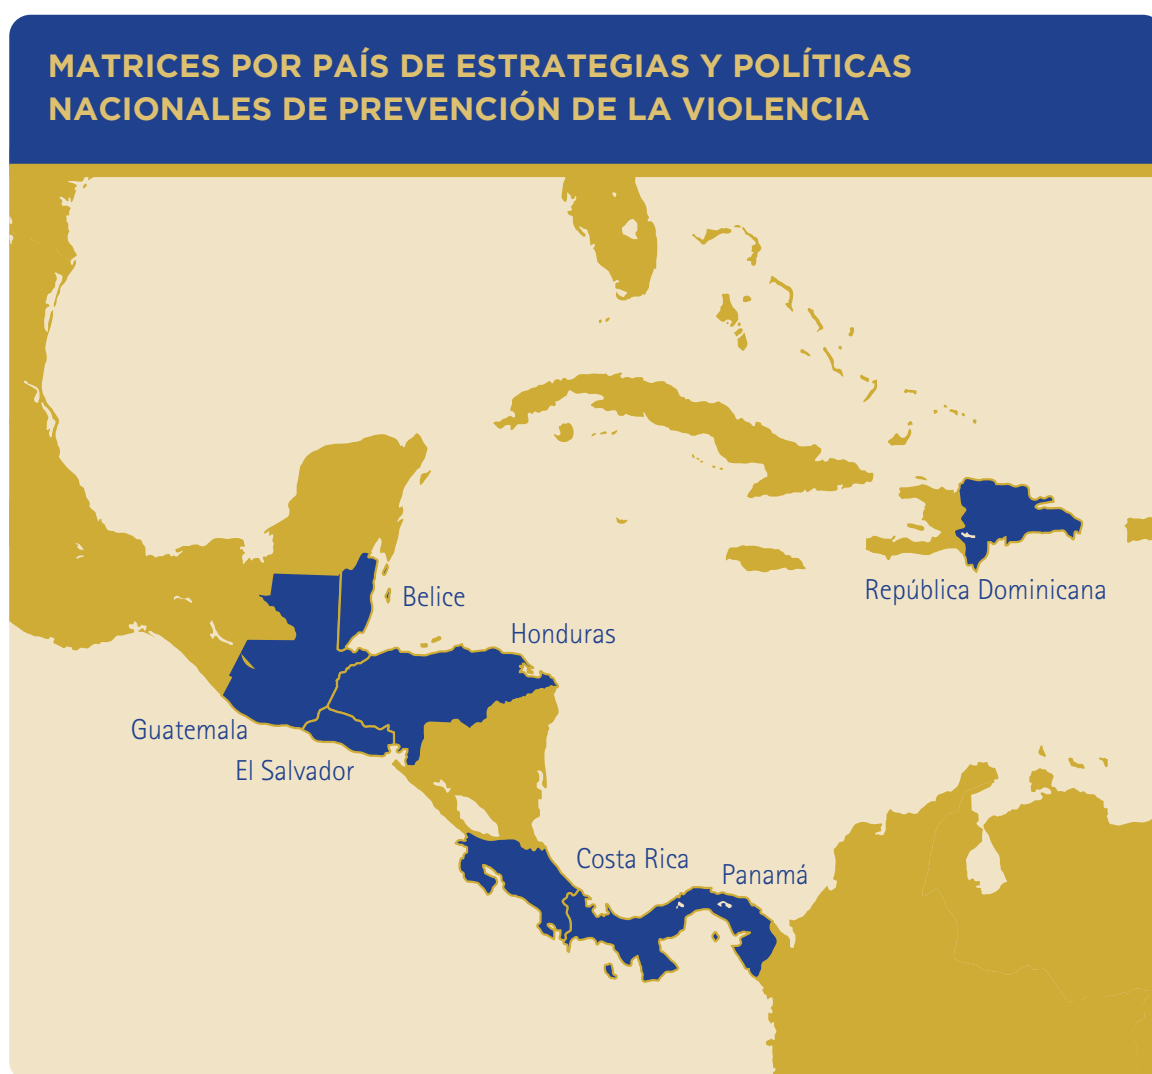 MATRICES POR PAÍS DE ESTRATEGIAS Y POLÍTICAS
NACIONALES DE PREVENCIÓN DE LA VIOLENCIA
República Dominicana
Belice
Honduras
Guatemala
El Salvador
Costa Rica
Panamá